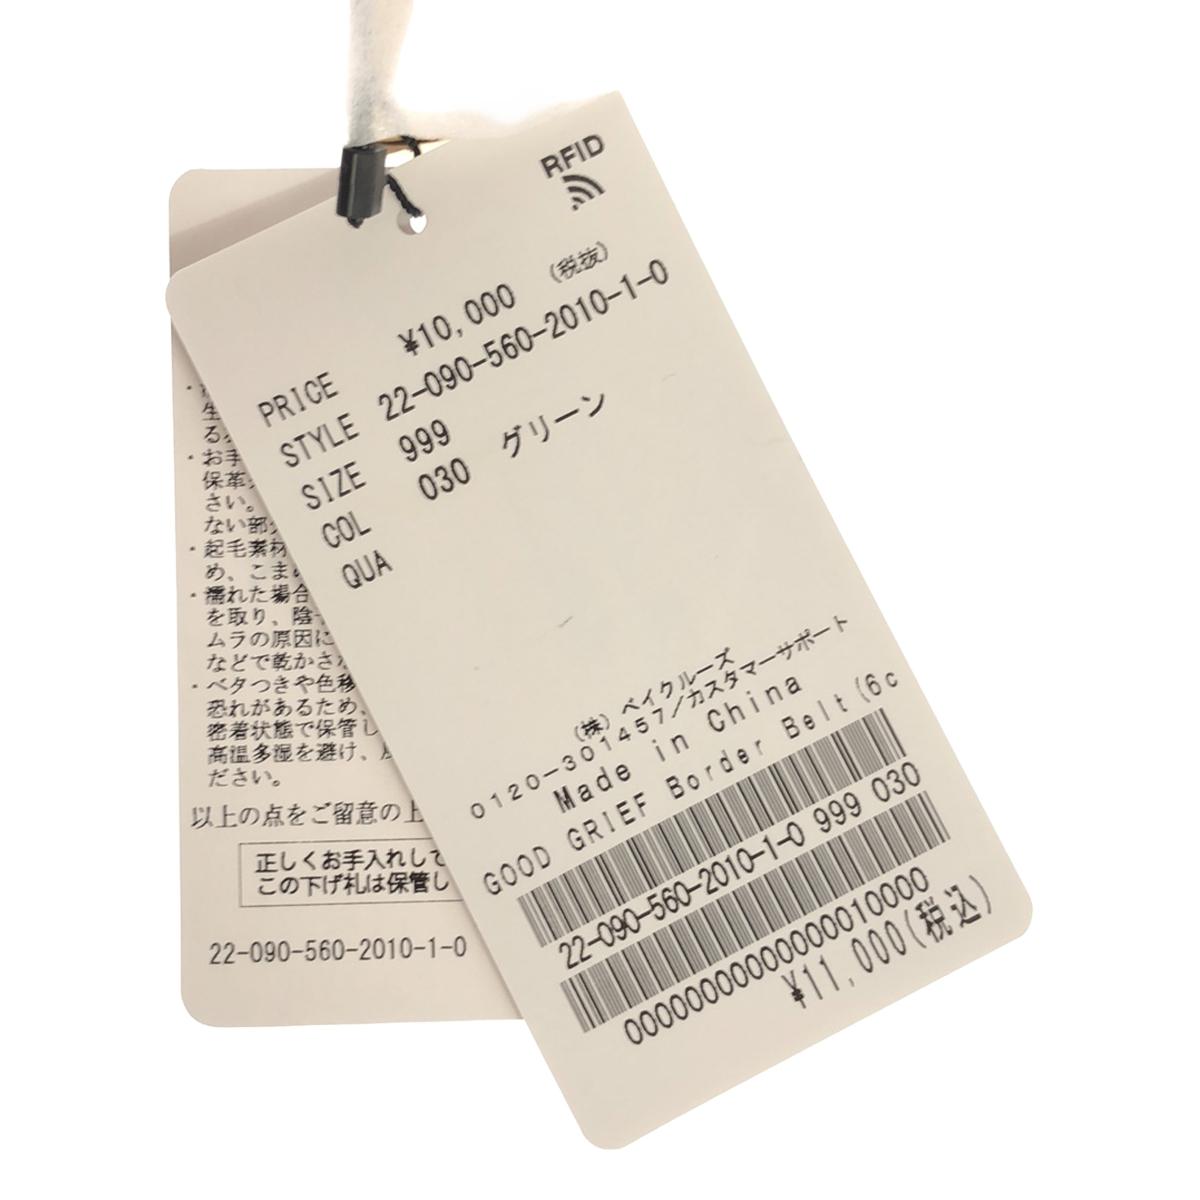 RFID
PRICE ¥10,000 (税抜)
STYLE 22-090-560-2010-1-0
SIZE 999
COL 030 グリーン
QUA
(株) ベイクルーズ
0120-301457/カスタマーサポート
Made in China
GOOD GRIEF Border Belt (6c
22-090-560-2010-1-0 999 030
¥11,000(税込)
生
る
・お手
保革
さい。
ない部
・起毛素材
め、こまめ
・濡れた場合
を取り、陰
ムラの原因に
などで乾かさ
・ベタつきや色移
恐れがあるため、
密着状態で保管し
高温多湿を避け、
ださい。
以上の点をご留意の上
正しくお手入れして
この下げ札は保管し
22-090-560-2010-1-0